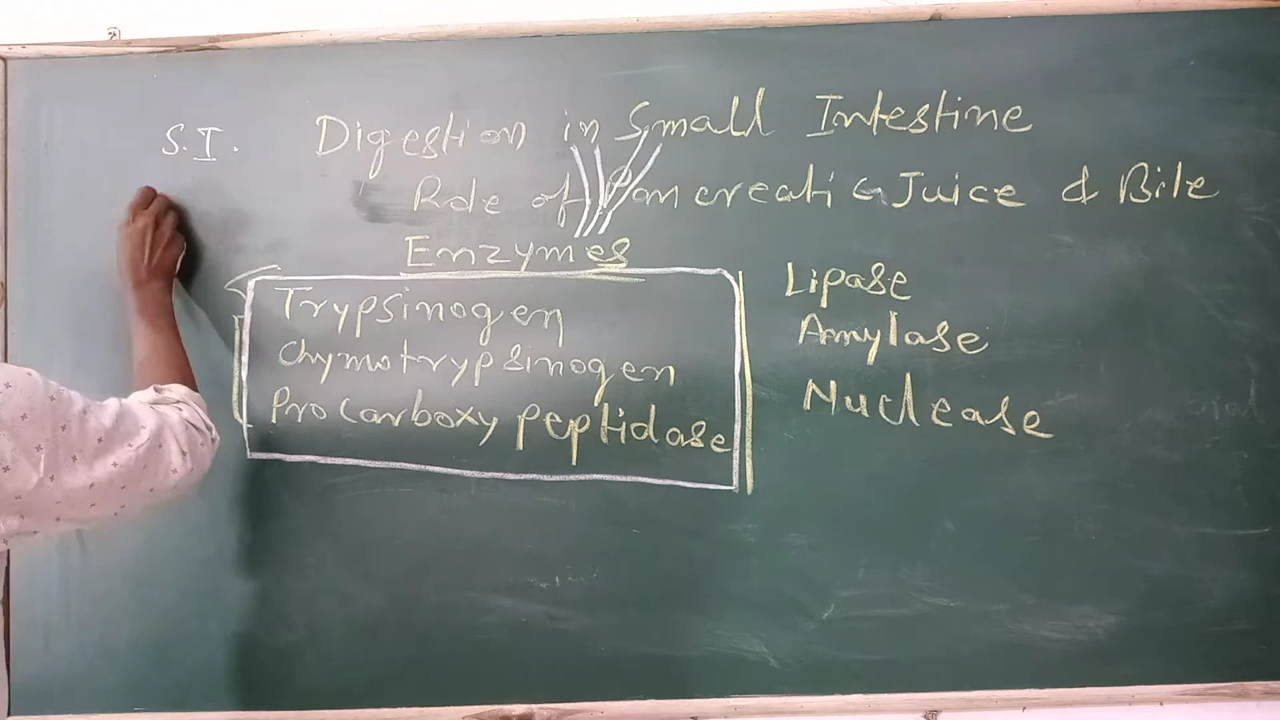 S.I.
Digestion in Small Intestine
Role of Pancreatic Juice & Bile
Enzymes
Trypsinogen
Chymotrypsinogen
Procarboxy peptidase
Lipase
Amylase
Nuclease